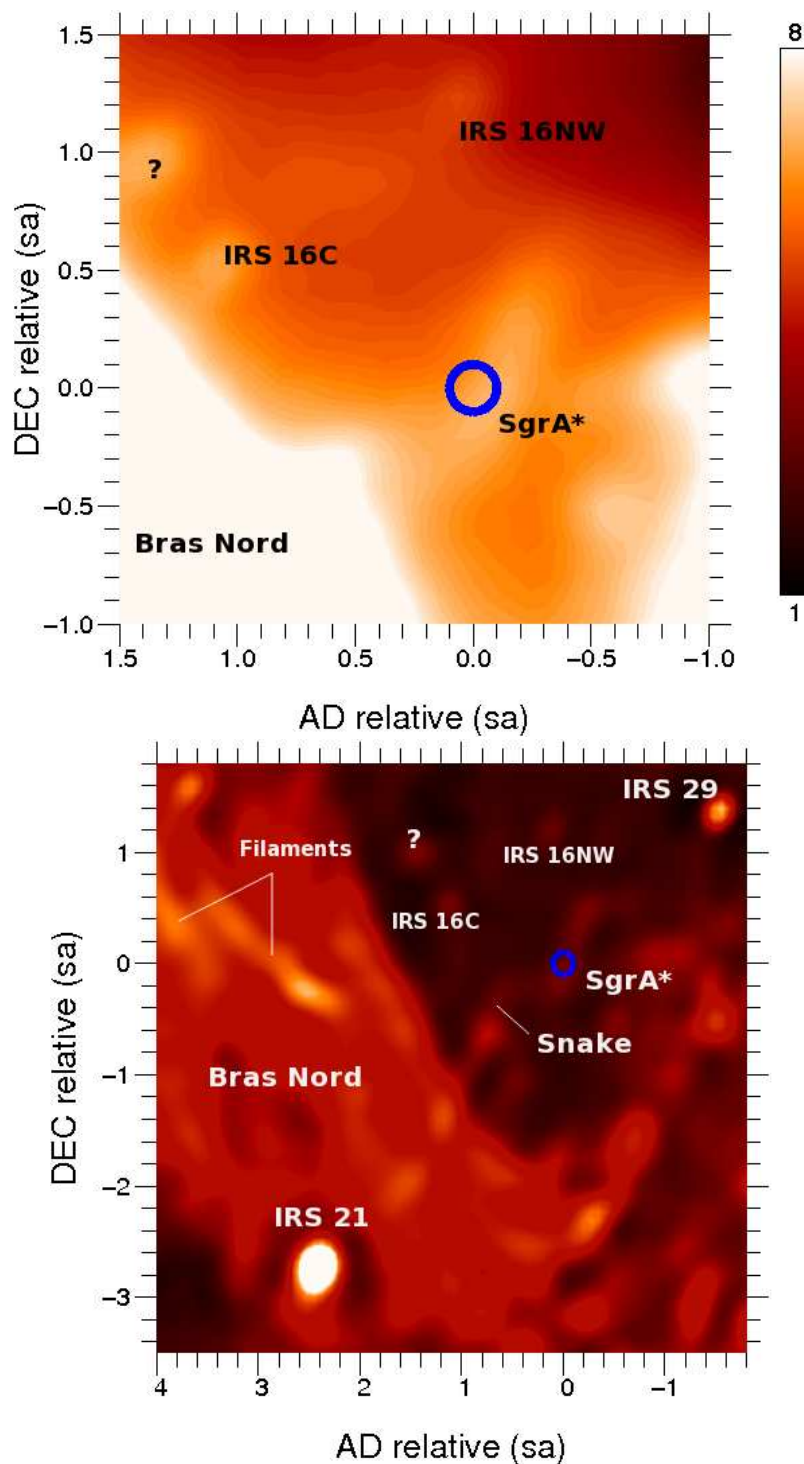 1.5
8
IRS 16NW
1.0
?
IRS 16C
0.5
DEC relative (sa)
0.0
SgrA*
−0.5
Bras Nord
−1.0
1
1.5 1.0 0.5 0.0 −0.5 −1.0
AD relative (sa)
IRS 29
?
Filaments
1
IRS 16NW
IRS 16C
0
SgrA*
DEC relative (sa)
Snake
−1
Bras Nord
−2
IRS 21
−3
4 3 2 1 0 −1
AD relative (sa)